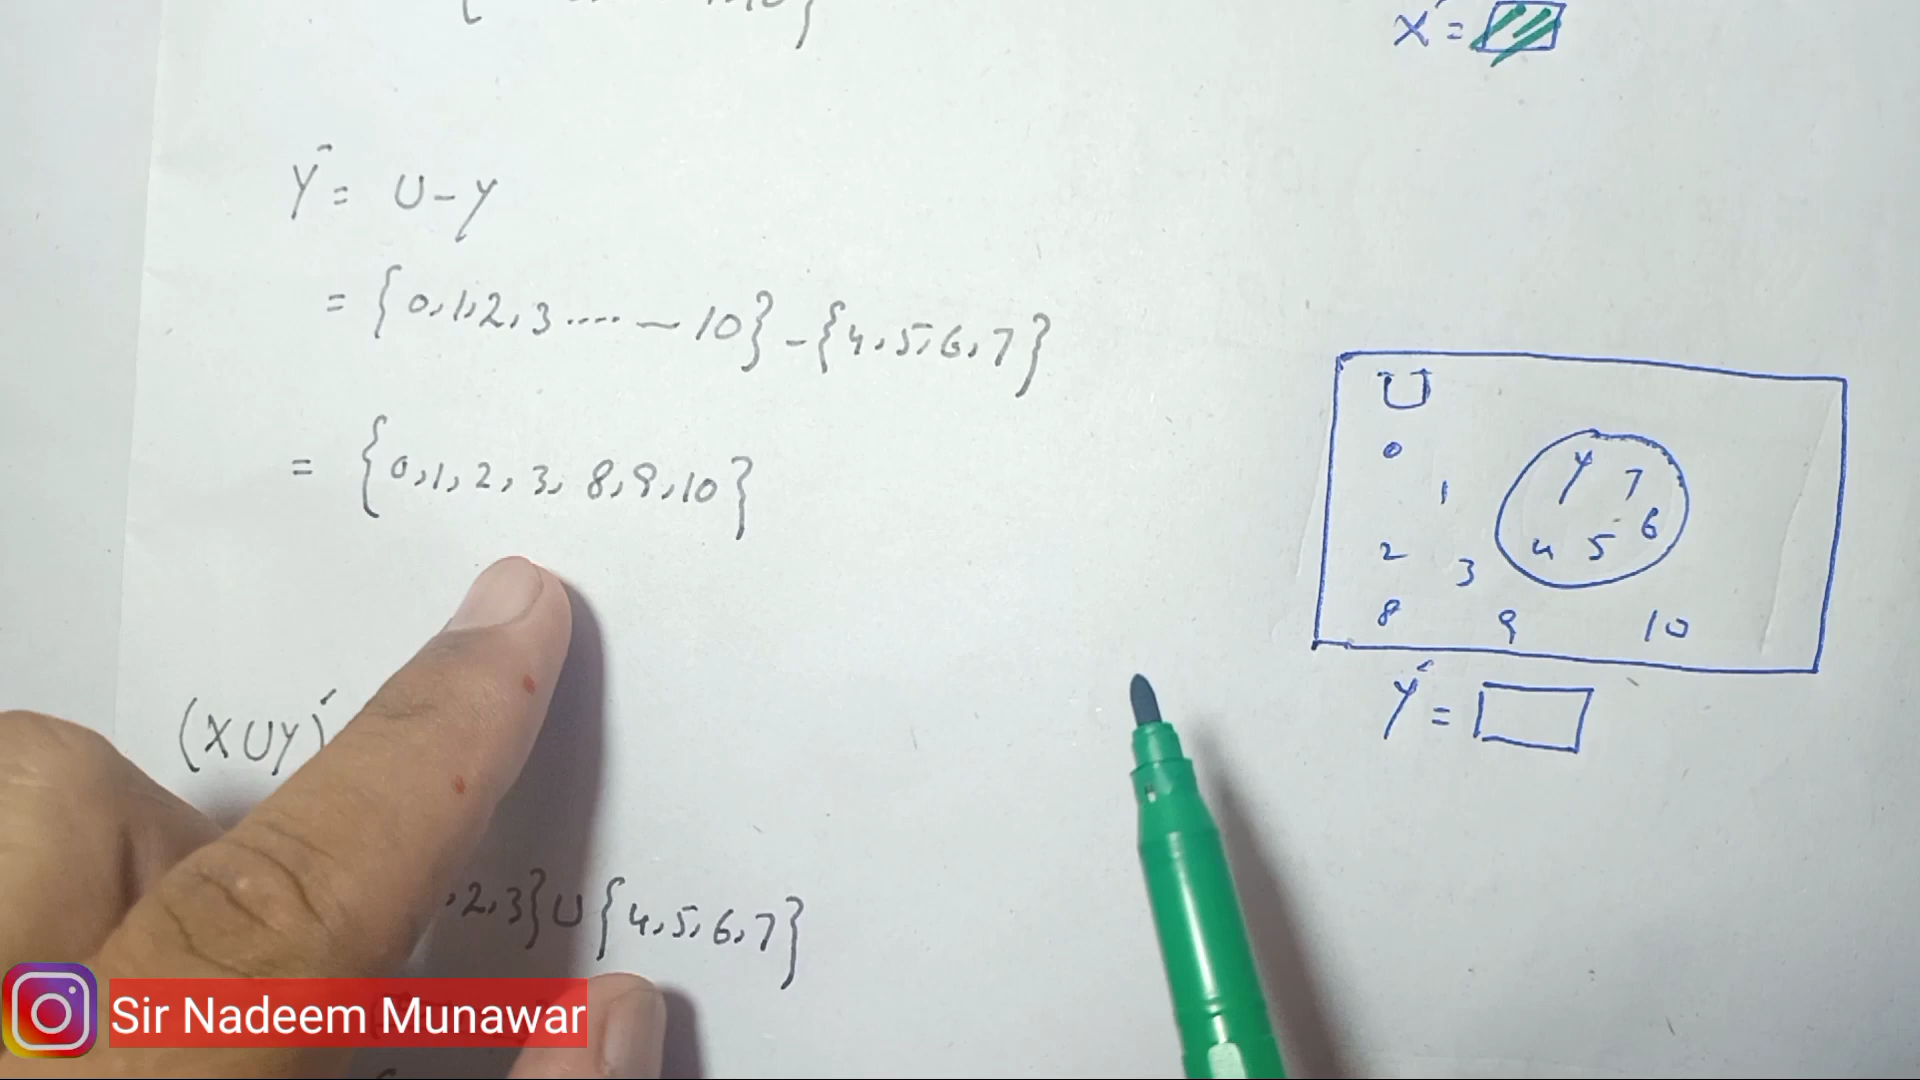 X' =
Y' = U - Y
= {0,1,2,3.... — 10} - {4,5,6,7}
= {0,1,2,3, 8,9,10}
(XUY)'
,2,3} U {4,5,6,7}
U
0
1
Y 7
6
4 5
2
3
8 9 10
Y' =
Sir Nadeem Munawar